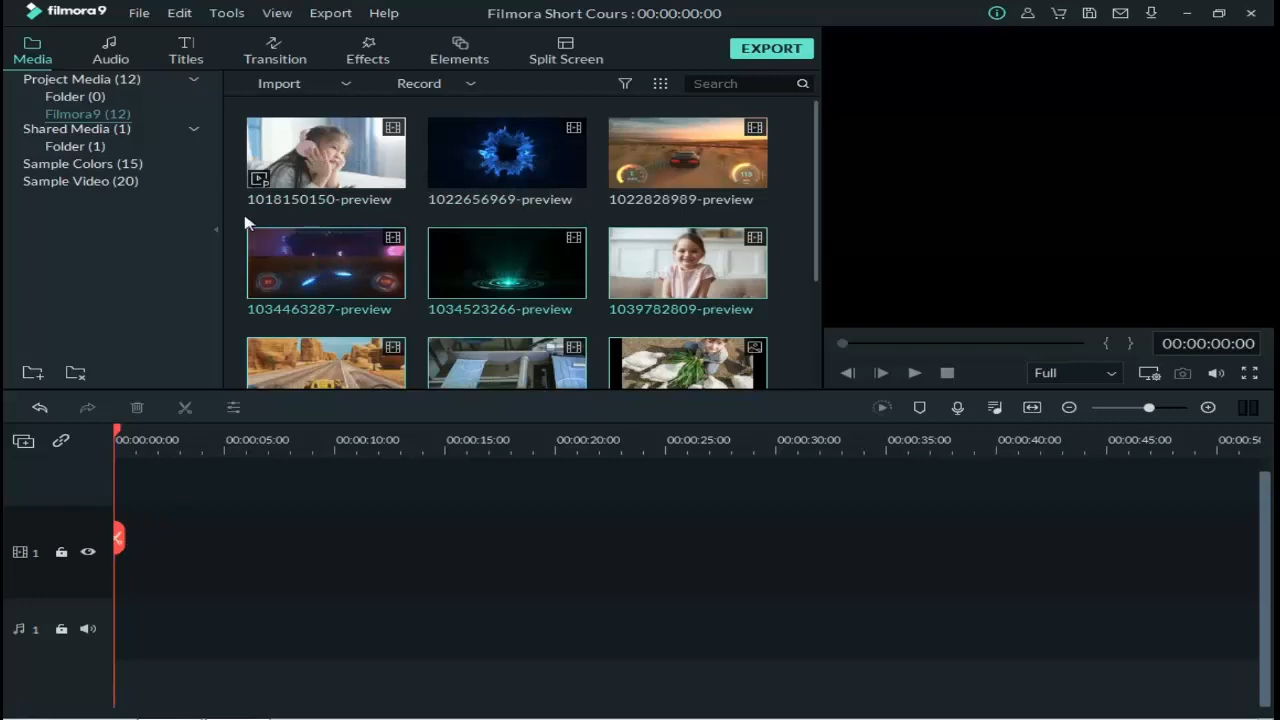 filmora9 File Edit Tools View Export Help Filmora Short Cours : 00:00:00:00
Media Audio Titles Transition Effects Elements Split Screen EXPORT
Project Media (12)
Folder (0)
Filmora9 (12)
Shared Media (1)
Folder (1)
Sample Colors (15)
Sample Video (20)
Import Record Search
1018150150-preview 1022656969-preview 1022828989-preview
1034463287-preview 1034523266-preview 1039782809-preview
00:00:00:00
Full
00:00:00:00 00:00:05:00 00:00:10:00 00:00:15:00 00:00:20:00 00:00:25:00 00:00:30:00 00:00:35:00 00:00:40:00 00:00:45:00
1
1